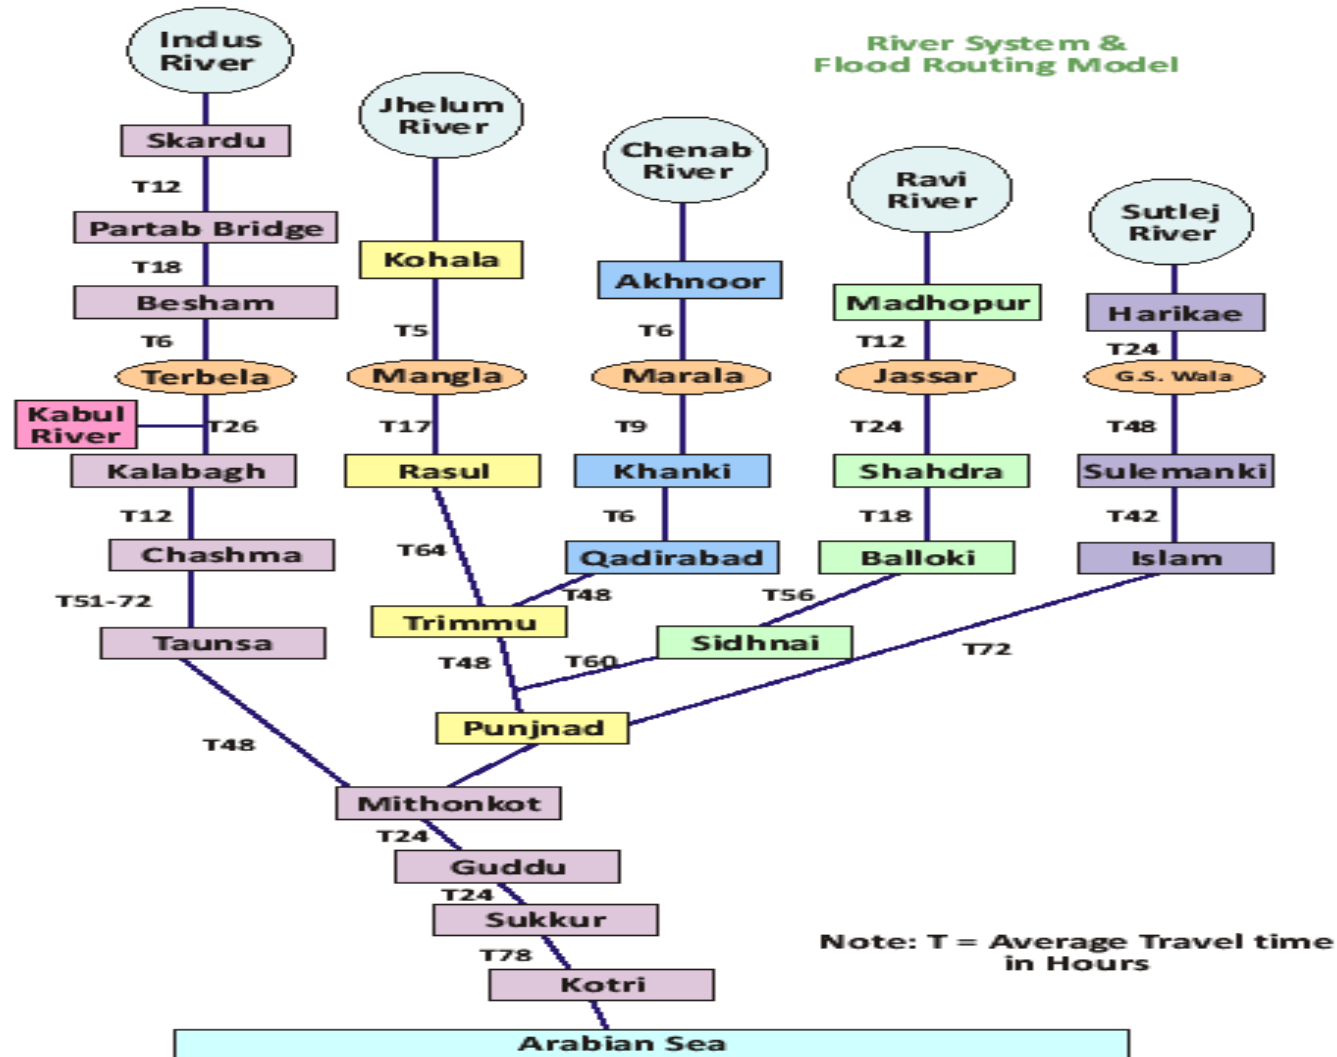 Indus
River
River System &
Flood Routing Model
Jhelum
River
Chenab
River
Ravi
River
Sutlej
River
Skardu
T12
Partab Bridge
T18
Besham
T6
Terbela
Kabul
River
T26
Kalabagh
T12
Chashma
T51-72
Taunsa
T48
Kohala
T5
Mangla
T17
Rasul
T64
Trimmu
T48
Akhnoor
T6
Marala
T9
Khanki
T6
Qadirabad
T48
Madhopur
T12
Jassar
T24
Shahdra
T18
Balloki
T56
Sidhnai
T60
Harikae
T24
G.S. Wala
T48
Sulemanki
T42
Islam
T72
Punjnad
Mithonkot
T24
Guddu
T24
Sukkur
T78
Kotri
Arabian Sea
Note: T = Average Travel time
in Hours